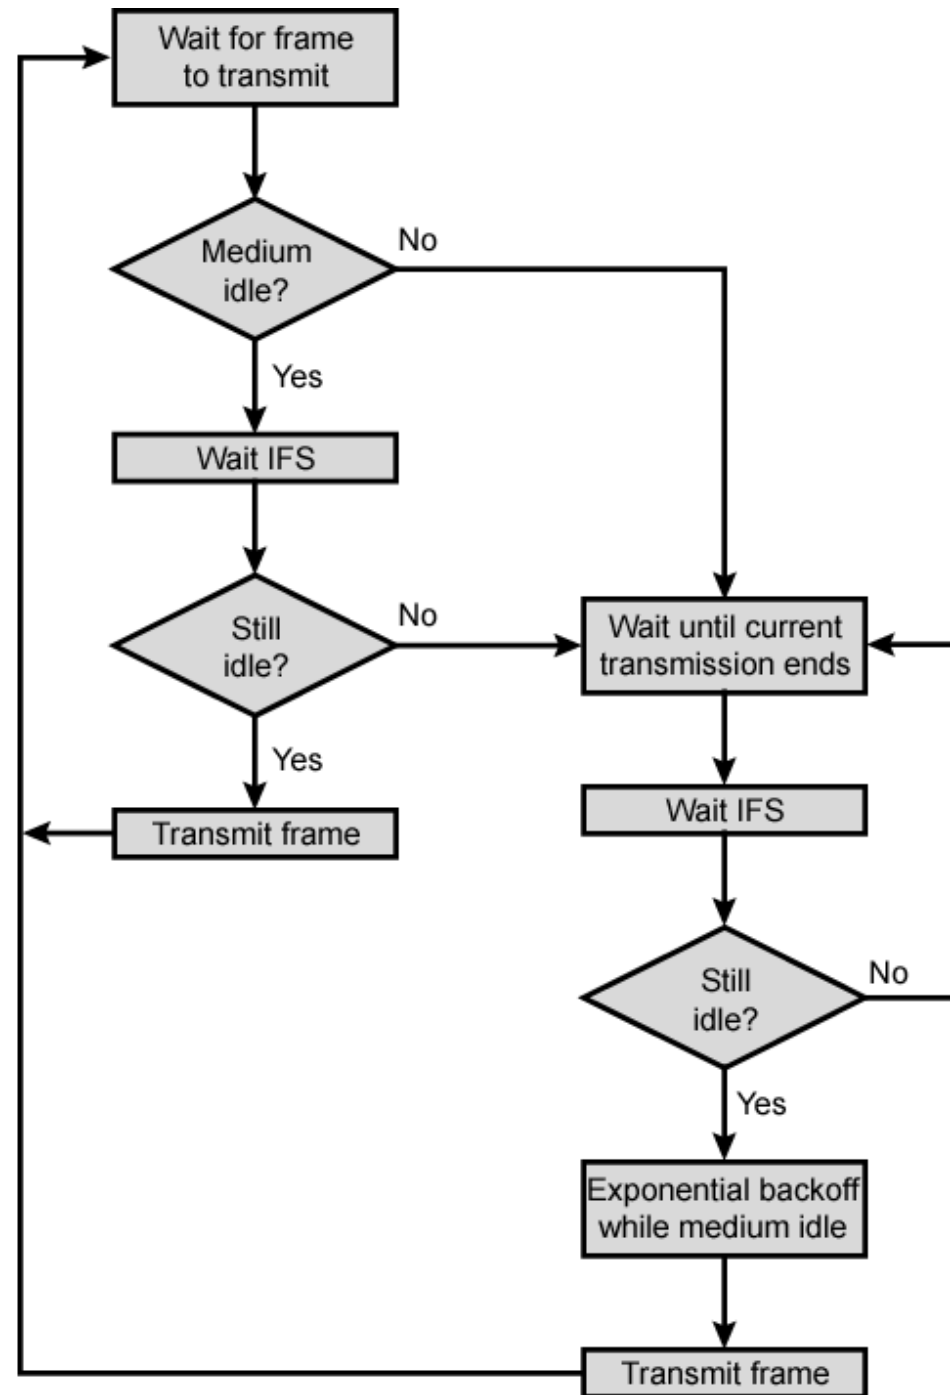 Wait for frame
to transmit
Medium
idle?
No
Yes
Wait IFS
Still
idle?
No
Yes
Transmit frame
Wait until current
transmission ends
Wait IFS
Still
idle?
No
Yes
Exponential backoff
while medium idle
Transmit frame